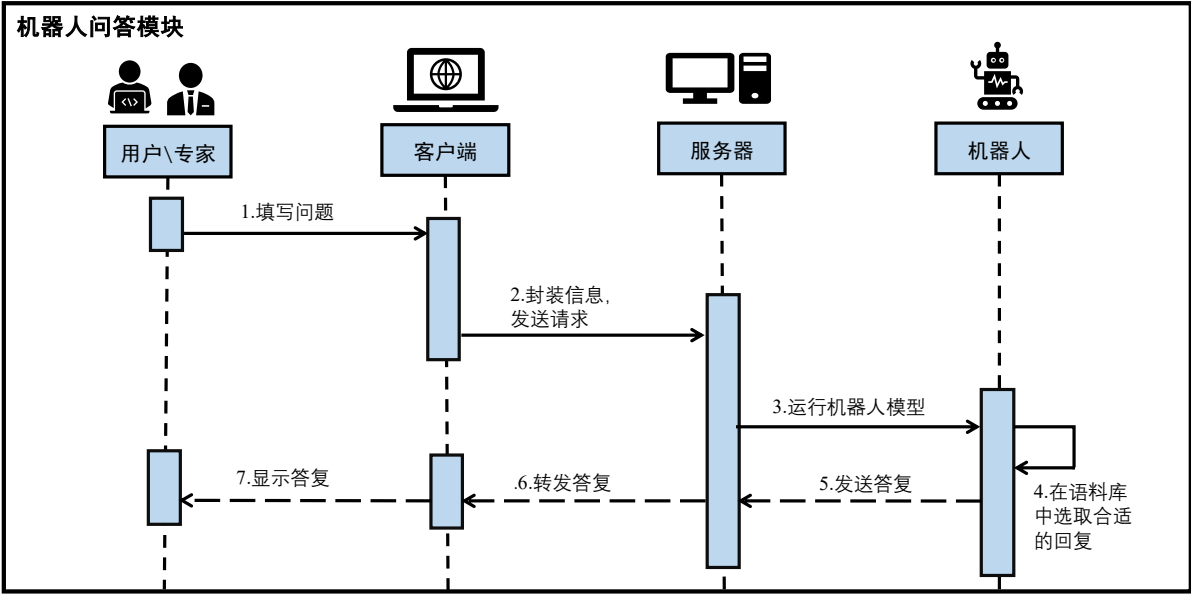 机器人问答模块
用户\专家
客户端
服务器
机器人
1.填写问题
2.封装信息,
发送请求
3.运行机器人模型
4.在语料库
中选取合适
的回复
5.发送答复
.6.转发答复
7.显示答复